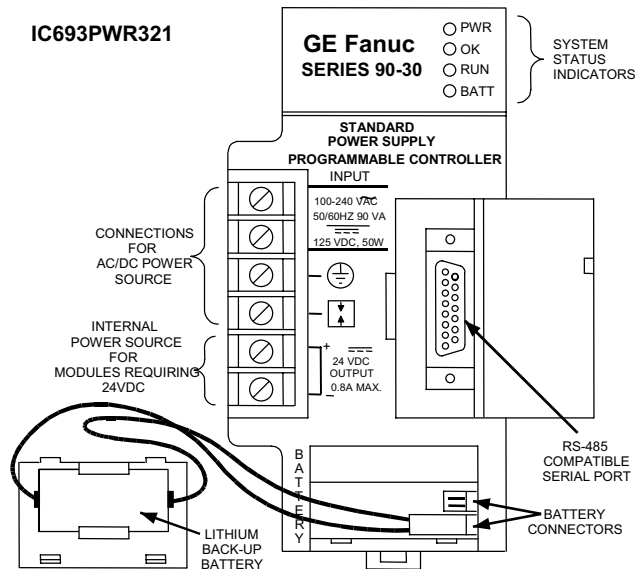 IC693PWR321
GE Fanuc
SERIES 90-30
PWR
OK
RUN
BATT
SYSTEM
STATUS
INDICATORS
STANDARD
POWER SUPPLY
PROGRAMMABLE CONTROLLER
INPUT
100-240 VAC
50/60HZ 90 VA
125 VDC, 50W
CONNECTIONS
FOR
AC/DC POWER
SOURCE
INTERNAL
POWER SOURCE
FOR
MODULES REQUIRING
24VDC
+
24 VDC
OUTPUT
0.8A MAX.
–
RS-485
COMPATIBLE
SERIAL PORT
BATTERY
BATTERY
CONNECTORS
LITHIUM
BACK-UP
BATTERY